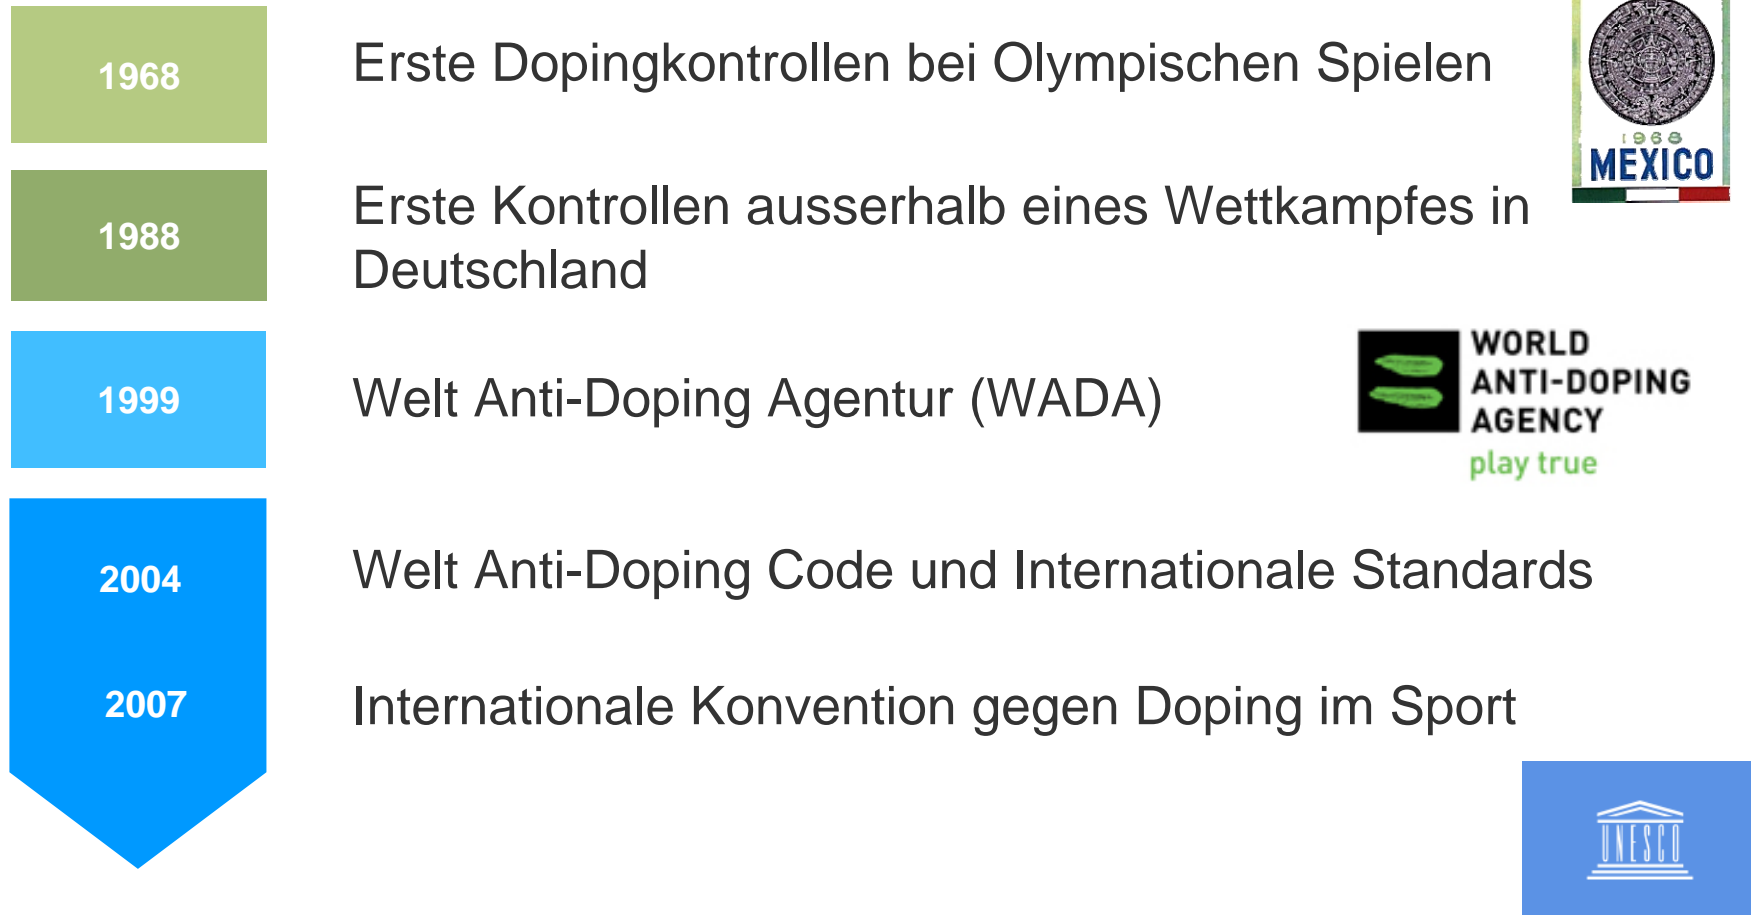 1968
Erste Dopingkontrollen bei Olympischen Spielen
1968
MEXICO
1988
Erste Kontrollen ausserhalb eines Wettkampfes in
Deutschland
1999
Welt Anti-Doping Agentur (WADA)
WORLD
ANTI-DOPING
AGENCY
play true
2004
Welt Anti-Doping Code und Internationale Standards
2007
Internationale Konvention gegen Doping im Sport
UNESCO